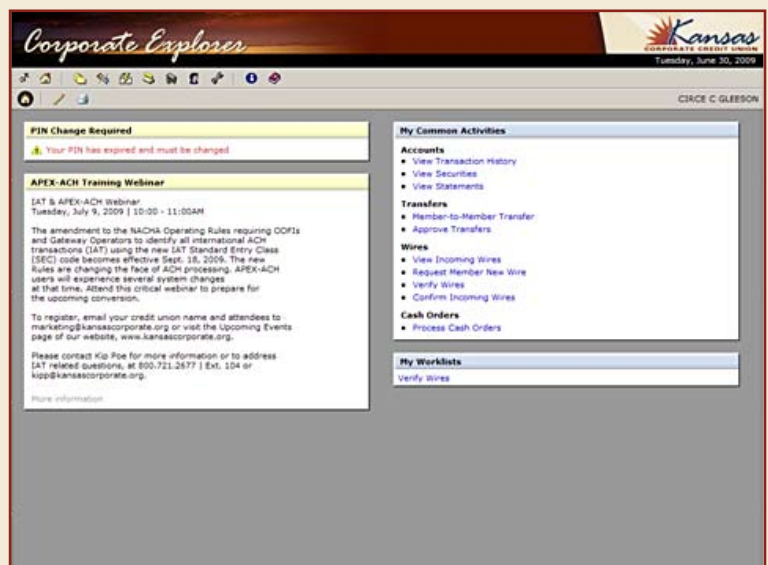 Corporate Explorer
Kansas
CORPORATE CREDIT UNION
Tuesday, June 30, 2009
CIRCE C GLEESON
PIN Change Required
Your PIN has expired and must be changed
APEX-ACH Training Webinar
IAT & APEX-ACH Webinar
Tuesday, July 9, 2009 | 10:00 - 11:00AM
The amendment to the NACHA Operating Rules requiring ODFIs
and Gateway Operators to identify all international ACH
transactions (IAT) using the new IAT Standard Entry Class
(SEC) code becomes effective Sept. 18, 2009. The new
Rules are changing the face of ACH processing. APEX-ACH
users will experience several system changes
at that time. Attend this critical webinar to prepare for
the upcoming conversion.
To register, email your credit union name and attendees to
marketing@kansascorporate.org or visit the Upcoming Events
page of our website, www.kansascorporate.org.
Please contact Kip Poe for more information or to address
IAT related questions, at 800.721.2677 | Ext. 104 or
kipp@kansascorporate.org.
More information
My Common Activities
Accounts
View Transaction History
View Securities
View Statements
Transfers
Member-to-Member Transfer
Approve Transfers
Wires
View Incoming Wires
Request Member New Wire
Verify Wires
Confirm Incoming Wires
Cash Orders
Process Cash Orders
My Worklists
Verify Wires